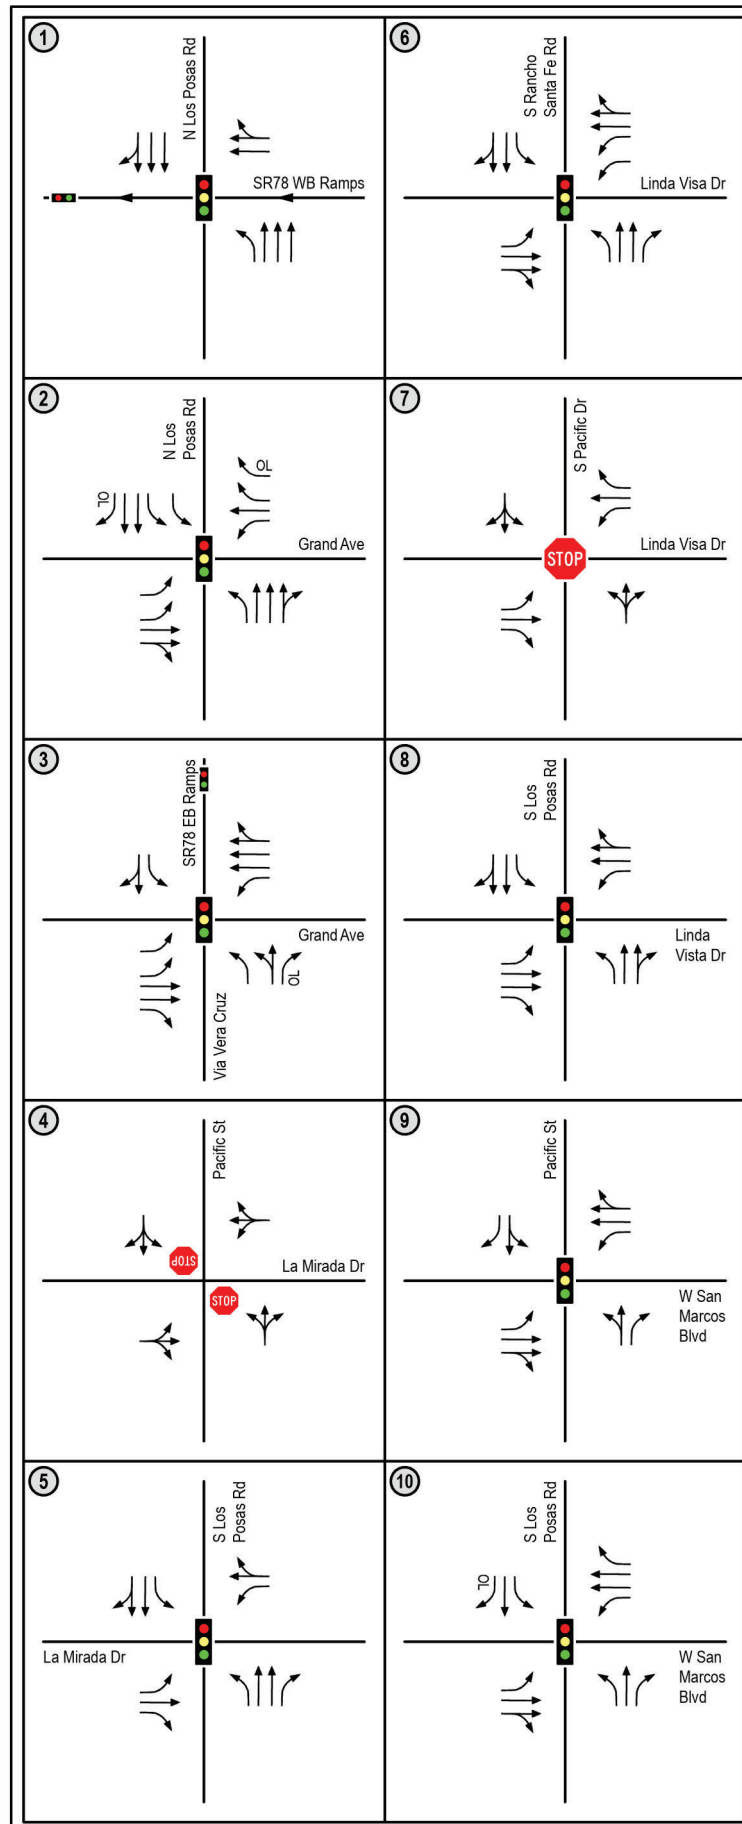 1
N Los Posas Rd
SR78 WB Ramps
6
S Rancho
Santa Fe Rd
Linda Visa Dr
2
N Los
Posas Rd
OL
OL
Grand Ave
7
S Pacific Dr
Linda Visa Dr
STOP
3
SR78 EB Ramps
Grand Ave
OL
Via Vera Cruz
8
S Los
Posas Rd
Linda
Vista Dr
4
Pacific St
STOP
La Mirada Dr
STOP
9
Pacific St
W San
Marcos
Blvd
5
S Los
Posas Rd
La Mirada Dr
10
S Los
Posas Rd
OL
W San
Marcos
Blvd